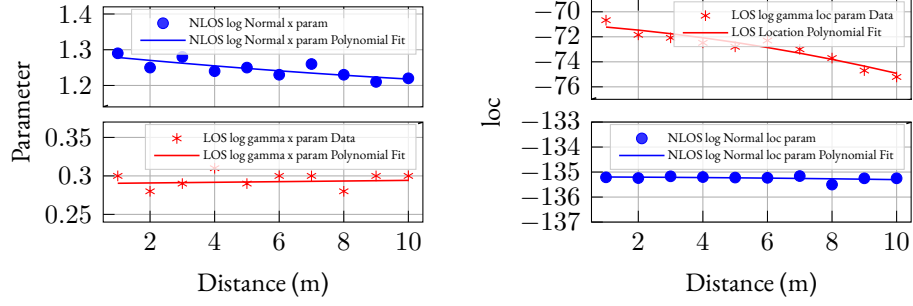 NLOS log Normal x param
NLOS log Normal x param Polynomial Fit
1.4
1.3
1.2
LOS log gamma x param Data
LOS log gamma x param Polynomial Fit
0.35
0.3
0.25
2 4 6 8 10
Parameter
Distance (m)
LOS log gamma loc param Data
LOS Location Polynomial Fit
−70
−72
−74
−76
NLOS log Normal loc param
NLOS log Normal loc param Polynomial Fit
−133
−134
−135
−136
−137
2 4 6 8 10
loc
Distance (m)